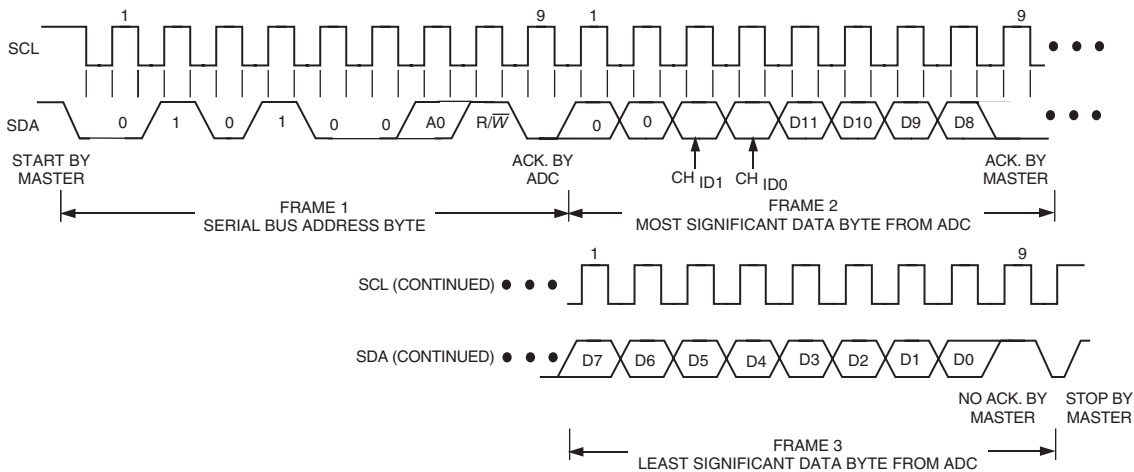 1 9 1 9
SCL
SDA 0 1 0 1 0 0 A0 R/W̅ 0 0 D11 D10 D9 D8
START BY
MASTER
ACK. BY
ADC
CH ID1
CH ID0
ACK. BY
MASTER
FRAME 1
SERIAL BUS ADDRESS BYTE
FRAME 2
MOST SIGNIFICANT DATA BYTE FROM ADC
1 9
SCL (CONTINUED)
SDA (CONTINUED) D7 D6 D5 D4 D3 D2 D1 D0
NO ACK. BY
MASTER
STOP BY
MASTER
FRAME 3
LEAST SIGNIFICANT DATA BYTE FROM ADC